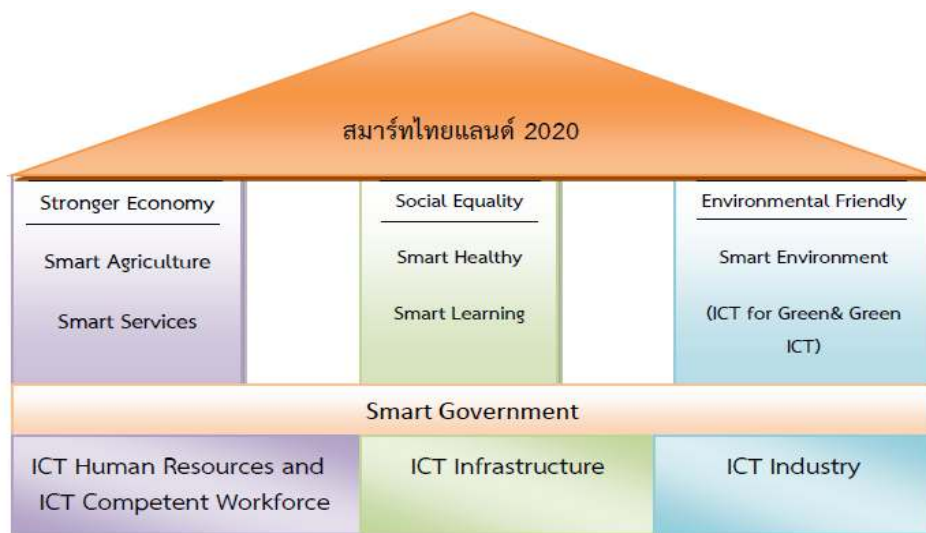 สมาร์ทไทยแลนด์ 2020
Stronger Economy
Smart Agriculture
Smart Services
Social Equality
Smart Healthy
Smart Learning
Environmental Friendly
Smart Environment
(ICT for Green& Green
ICT)
Smart Government
ICT Human Resources and
ICT Competent Workforce
ICT Infrastructure
ICT Industry